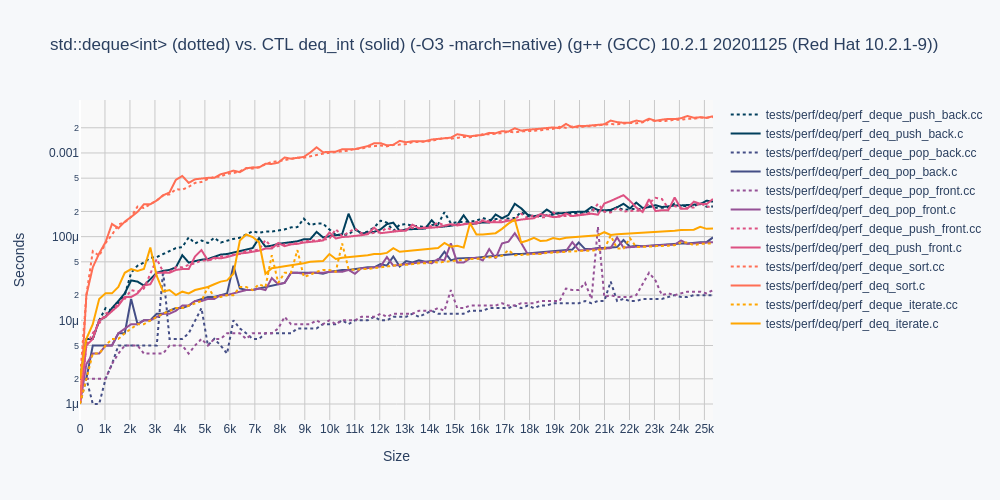 std::deque<int> (dotted) vs. CTL deq_int (solid) (-O3 -march=native) (g++ (GCC) 10.2.1 20201125 (Red Hat 10.2.1-9))
2
0.001
5
2
100μ
5
2
10μ
5
2
1μ
Seconds
0 1k 2k 3k 4k 5k 6k 7k 8k 9k 10k 11k 12k 13k 14k 15k 16k 17k 18k 19k 20k 21k 22k 23k 24k 25k
Size
tests/perf/deq/perf_deque_push_back.cc
tests/perf/deq/perf_deq_push_back.c
tests/perf/deq/perf_deque_pop_back.cc
tests/perf/deq/perf_deq_pop_back.c
tests/perf/deq/perf_deque_pop_front.cc
tests/perf/deq/perf_deq_pop_front.c
tests/perf/deq/perf_deque_push_front.cc
tests/perf/deq/perf_deque_push_front.c
tests/perf/deq/perf_deque_sort.cc
tests/perf/deq/perf_deq_sort.c
tests/perf/deq/perf_deque_iterate.cc
tests/perf/deq/perf_deq_iterate.c